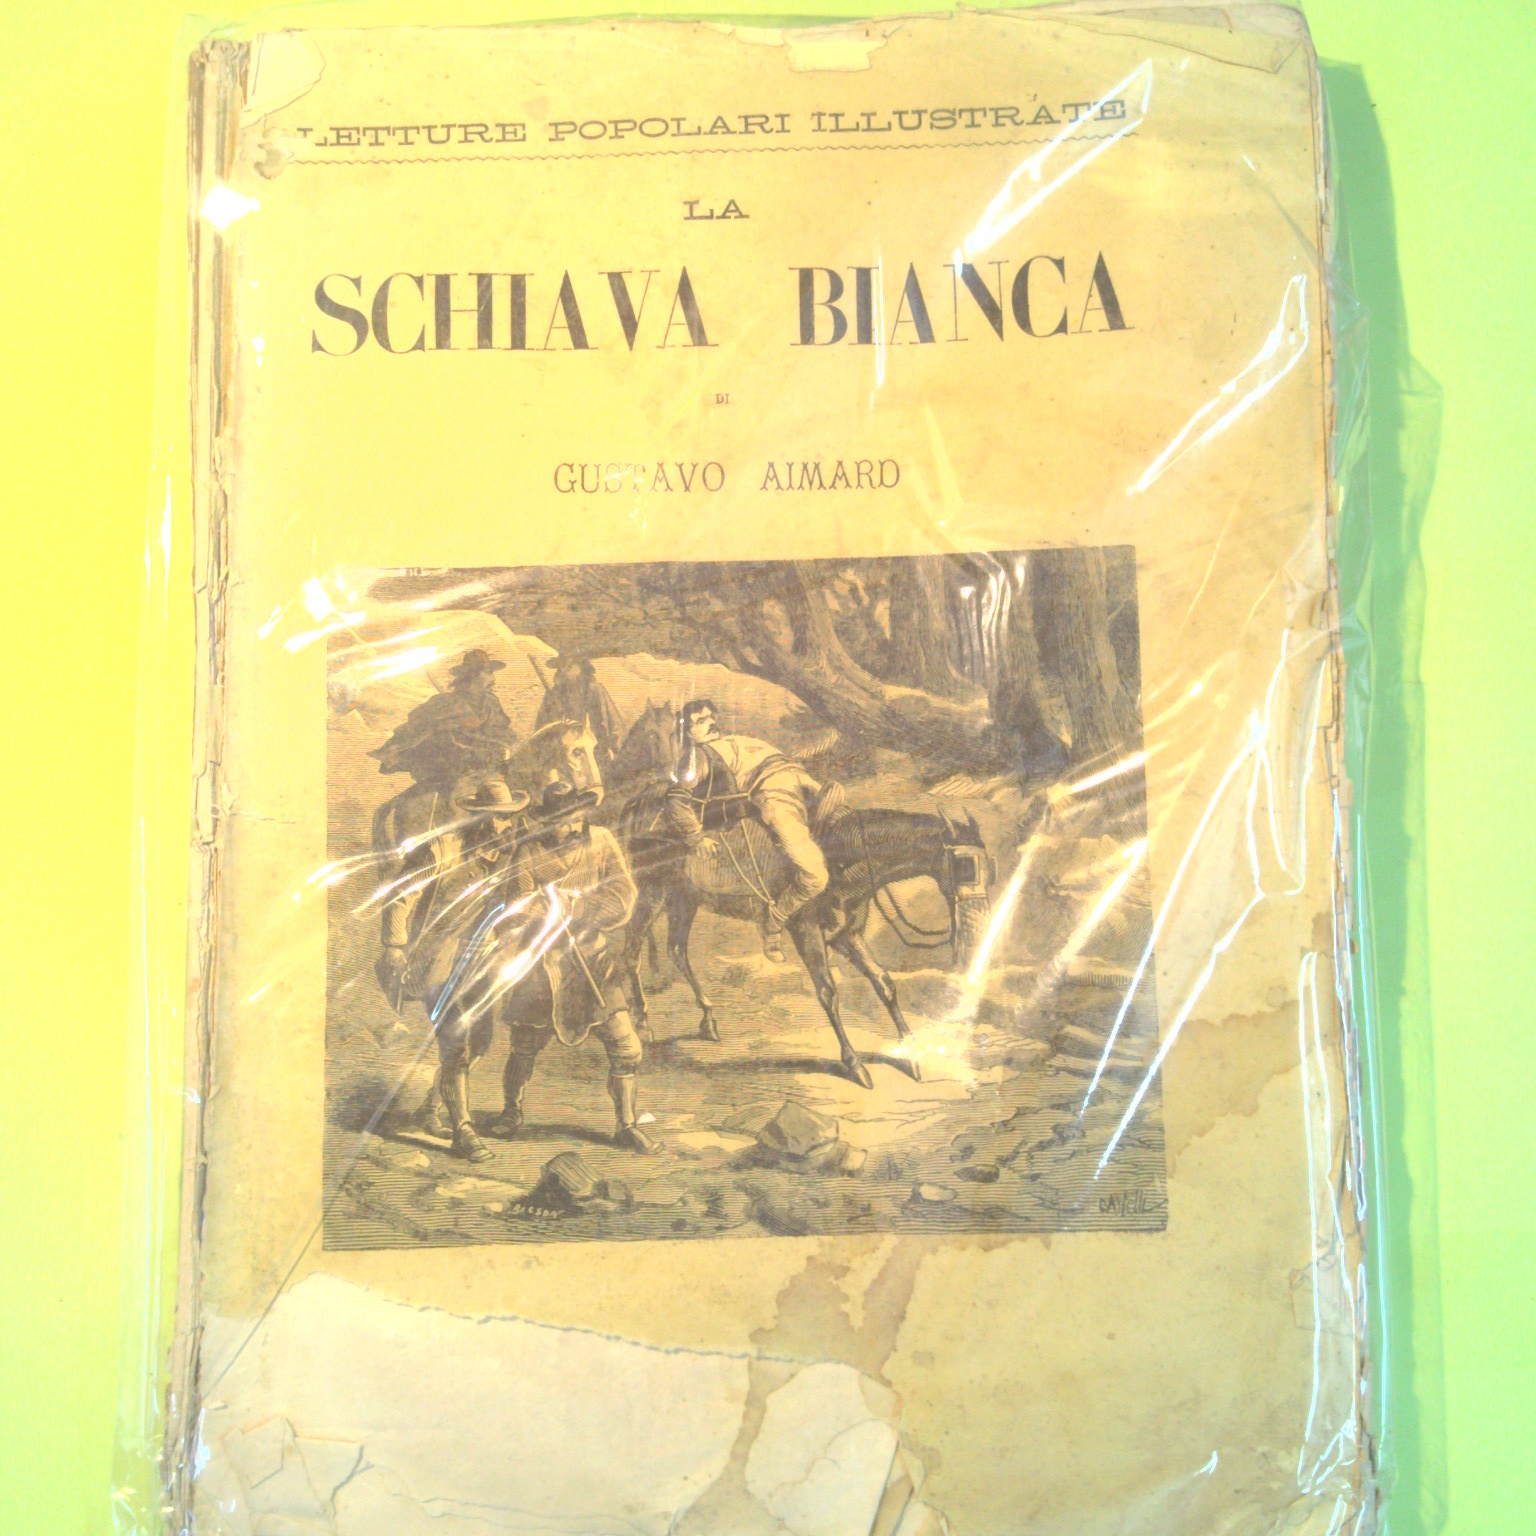 LETTURE POPOLARI ILLUSTRATE
LA
SCHIAVA BIANCA
DI
GUSTAVO AIMARD